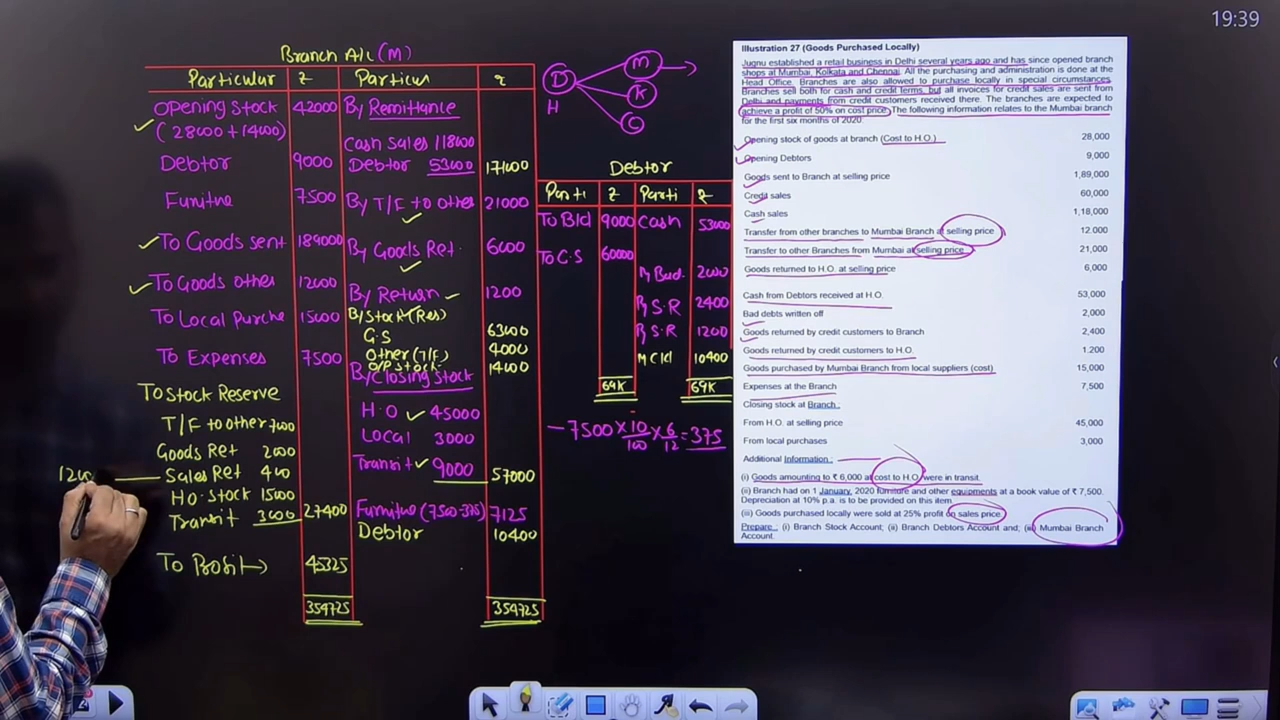 19:39
Branch A/c (M)
Particular ₹ Particus ₹
Opening Stock 42000 By Remittance
(28000 + 14000) Cash Sales 118000
Debtor 9000 Debtor 53000 171000
Funitue 7500 By T/F to other 21000
To Goods sent 189000 By Goods Ret. 6000
To Goods other 12000 By Return 1200
To Local Purche 15000 B/Stock (Res)
G.S 63000
To Expenses 7500 Other (T/F) 4000
O/P Stock 14000
To Stock Reserve By Closing Stock
T/F to other 7000 H.O 45000
Goods Ret 2000 Local 3000
Sales Ret 400 Transit 9000 57000
H.O. Stock 15000
Transit 3000 27400 Funitue (7500-375) 7125
Debtor 10400
To Profit 45325
354725 354725
D
H
M
K
C
Debtor
Parti ₹ Parti ₹
To B/d 9000 Cash 53000
To C.S 60000
By Bad. 2000
By S.R 2400
By S.R 1200
By C/d 10400
69K 69K
- 7500 × 10/100 × 6/12 = 375
Illustration 27 (Goods Purchased Locally)
Jugnu established a retail business in Delhi several years ago and has since opened branch
shops at Mumbai, Kolkata and Chennai. All the purchasing and administration is done at the
Head Office. Branches are also allowed to purchase locally in special circumstances.
Branches sell both for cash and credit terms, but all invoices for credit sales are sent from
Delhi and payments from credit customers received there. The branches are expected to
achieve a profit of 50% on cost price. The following information relates to the Mumbai branch
for the first six months of 2020.
Opening stock of goods at branch (Cost to H.O.) 28,000
Opening Debtors 9,000
Goods sent to Branch at selling price 1,89,000
Credit sales 60,000
Cash sales 1,18,000
Transfer from other branches to Mumbai Branch at selling price 12.000
Transfer to other Branches from Mumbai at selling price 21,000
Goods returned to H.O. at selling price 6,000
Cash from Debtors received at H.O. 53,000
Bad debts written off 2,000
Goods returned by credit customers to Branch 2,400
Goods returned by credit customers to H.O. 1.200
Goods purchased by Mumbai Branch from local suppliers (cost) 15,000
Expenses at the Branch 7,500
Closing stock at Branch:
From H.O. at selling price 45,000
From local purchases 3,000
Additional Information:
(i) Goods amounting to ₹ 6,000 at cost to H.O. were in transit.
(ii) Branch had on 1 January, 2020 furniture and other equipments at a book value of ₹ 7,500.
Depreciation at 10% p.a. is to be provided on this item.
(iii) Goods purchased locally were sold at 25% profit on sales price.
Prepare: (i) Branch Stock Account; (ii) Branch Debtors Account and; Mumbai Branch
Account.